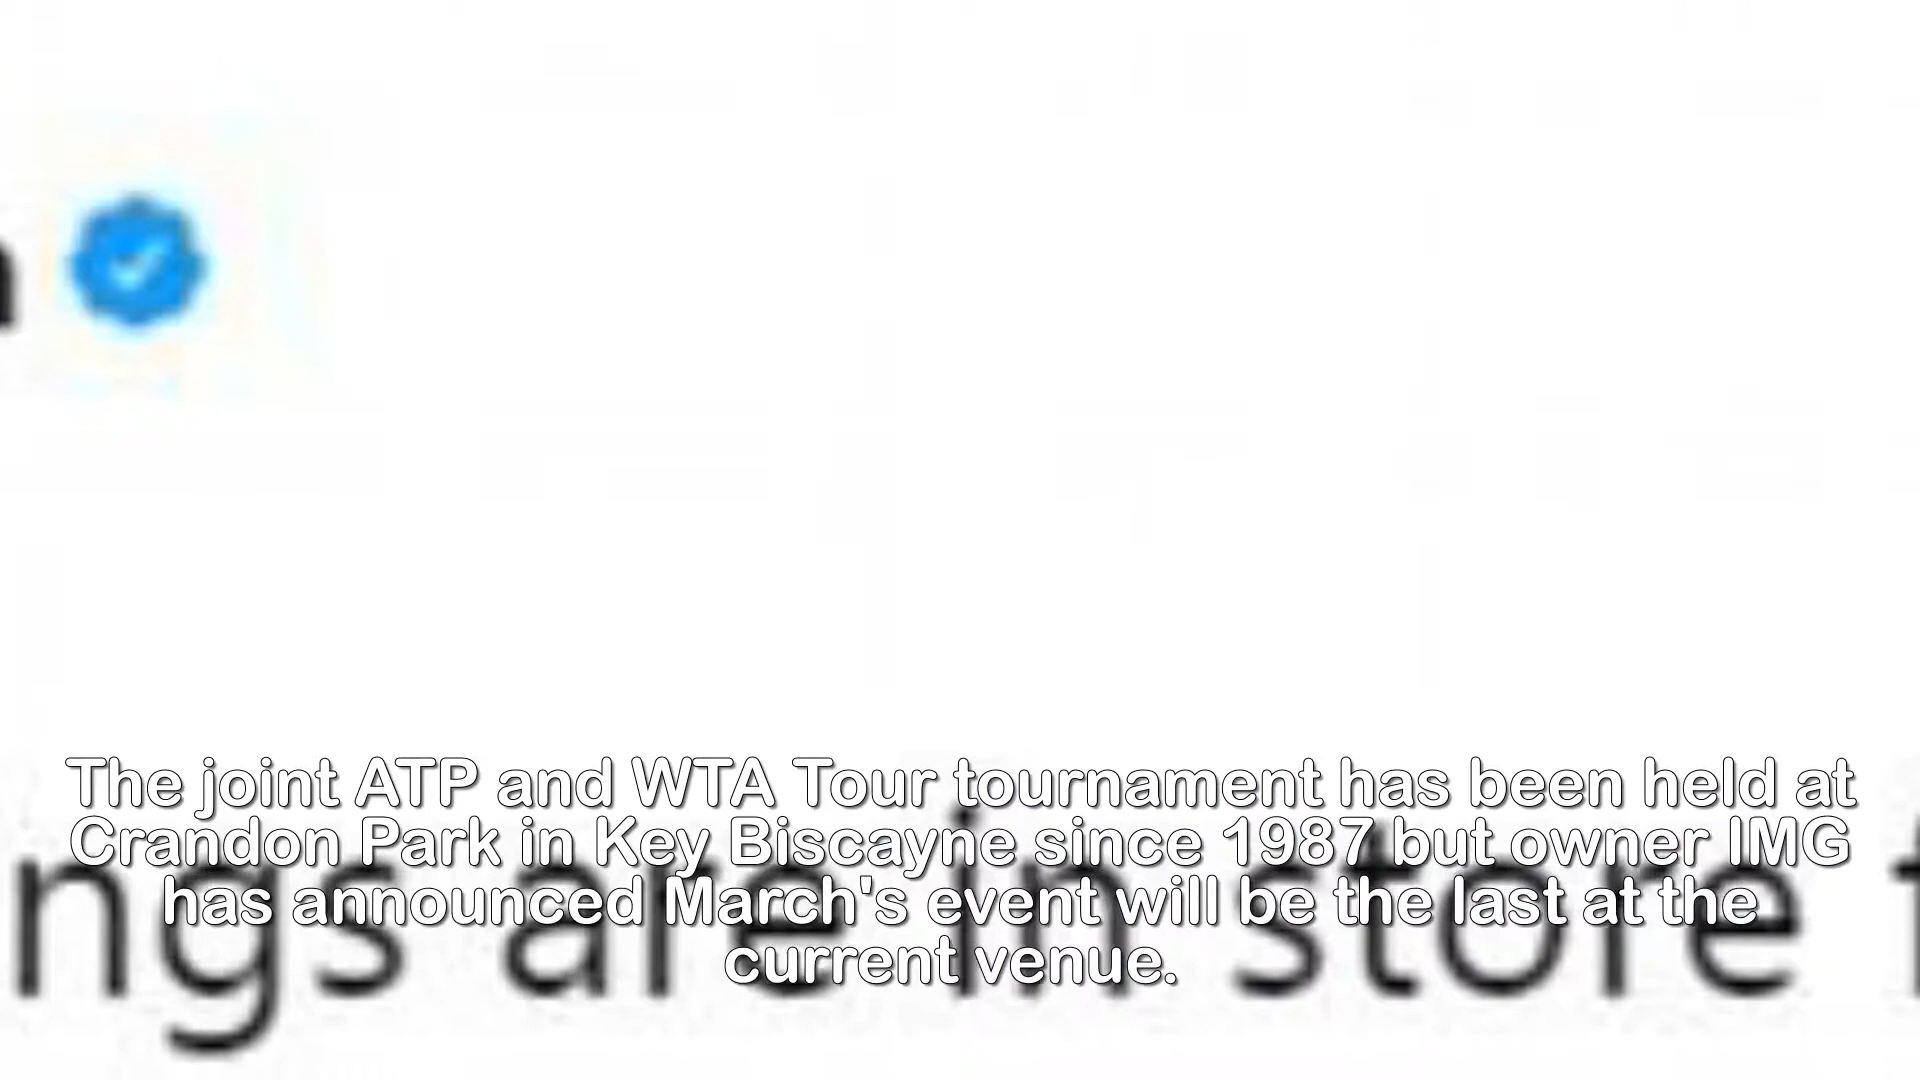 The joint ATP and WTA Tour tournament has been held at
Crandon Park in Key Biscayne since 1987 but owner IMG
has announced March's event will be the last at the
current venue.
ngs are in store f